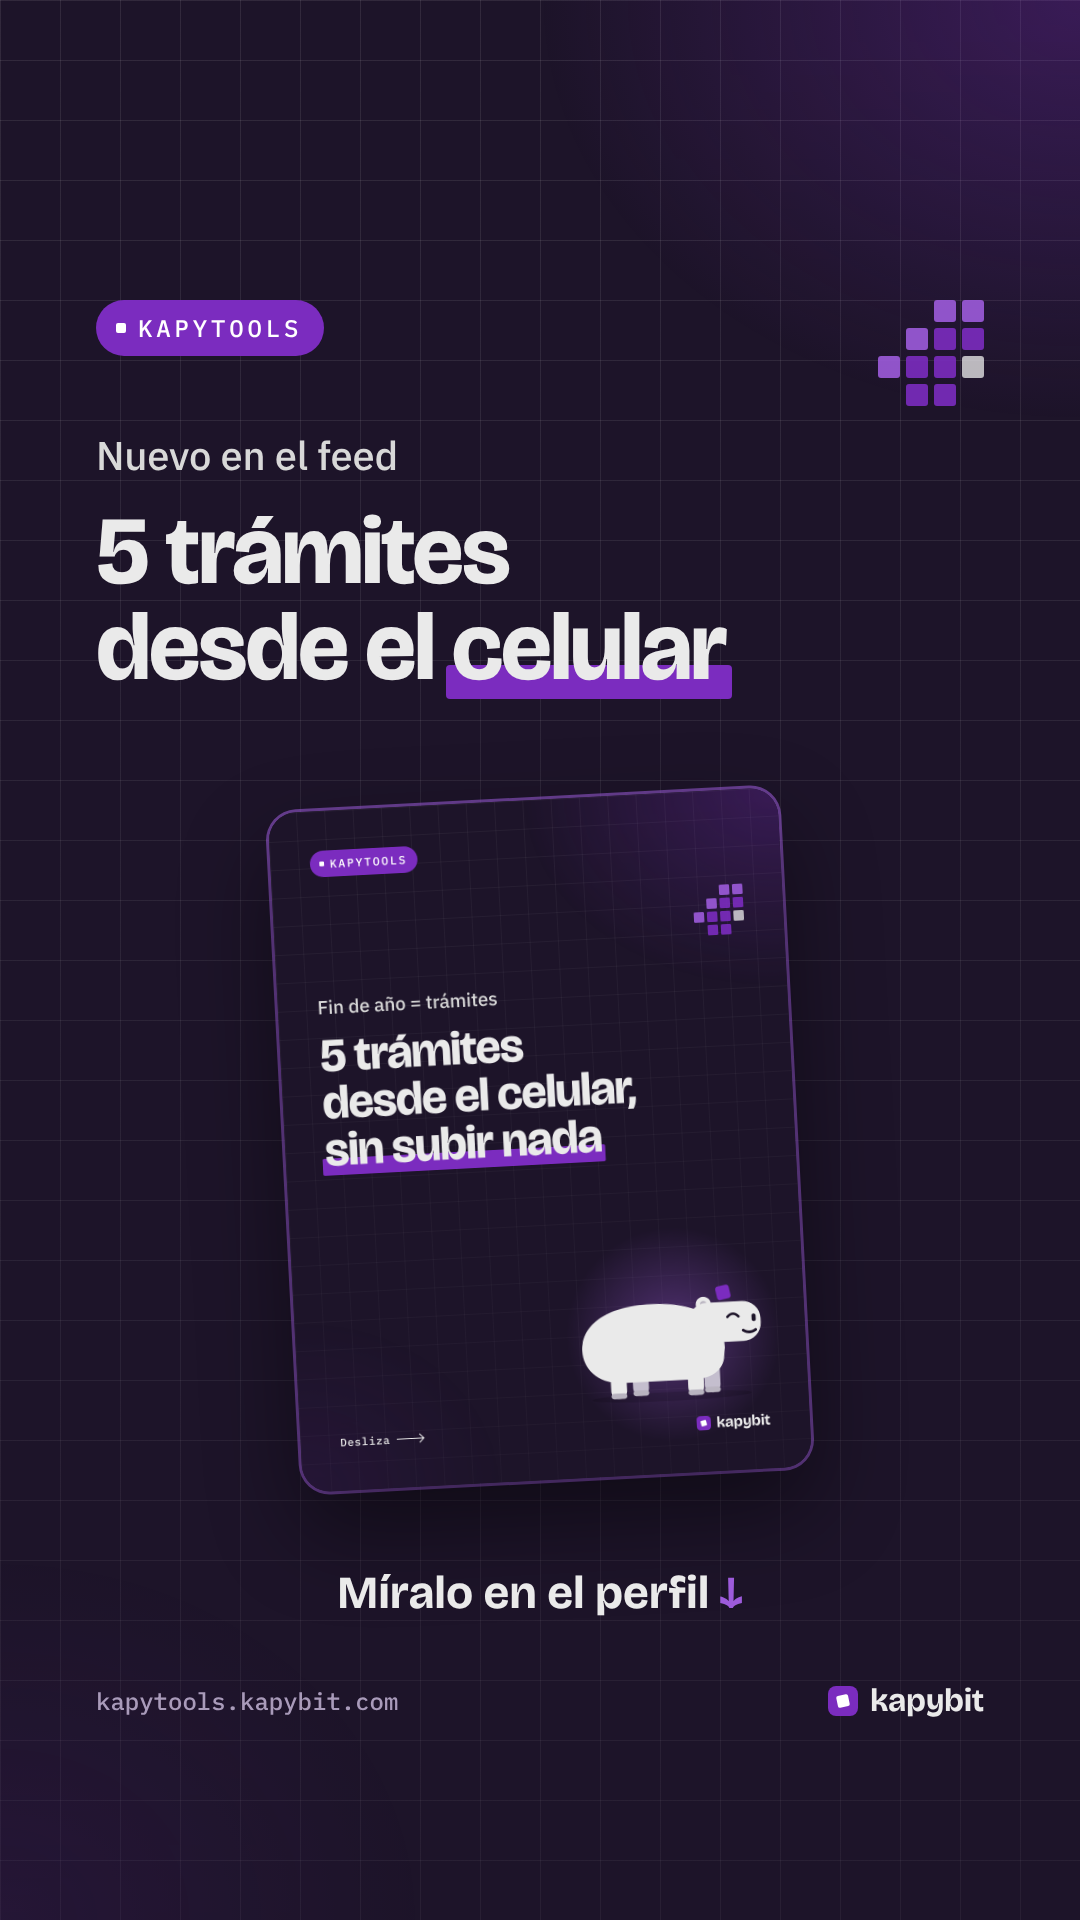 KAPYTOOLS
Nuevo en el feed
5 trámites
desde el celular
KAPYTOOLS
Fin de año = trámites
5 trámites
desde el celular,
sin subir nada
Desliza →
kapybit
Míralo en el perfil ↓
kapytools.kapybit.com
kapybit